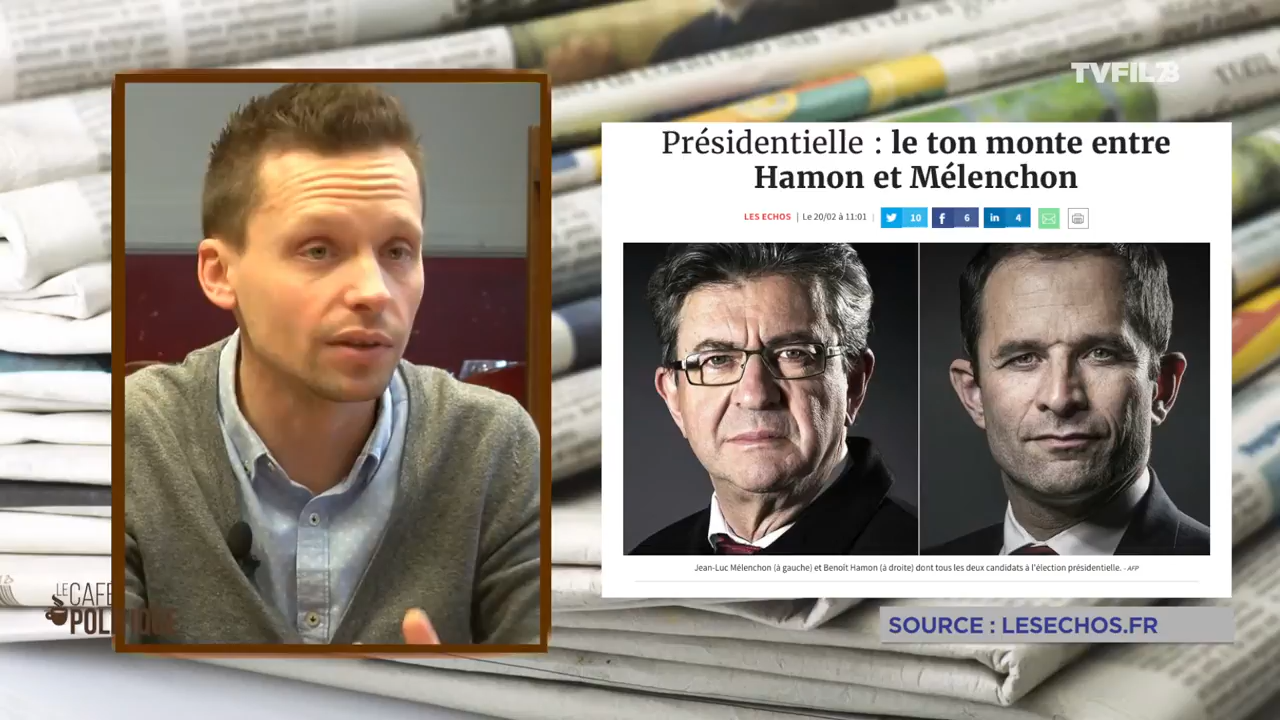 TVFIL78
Présidentielle : le ton monte entre
Hamon et Mélenchon
LES ECHOS | Le 20/02 à 11:01 | 10 6 in 4
Jean-Luc Mélenchon (à gauche) et Benoît Hamon (à droite) dont tous les deux candidats à l'élection présidentielle. - AFP
LE CAFE
POLITIQUE
SOURCE : LESECHOS.FR